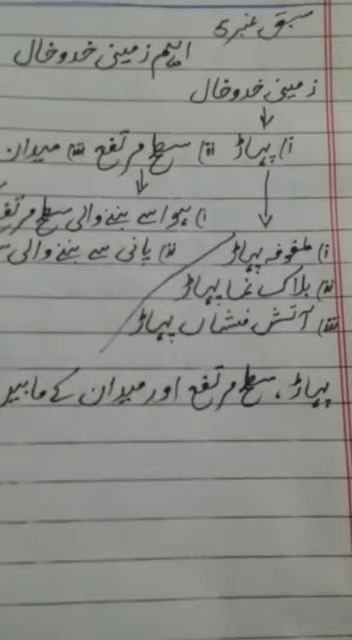 سبق نمبر 5
اہم زمینی خدوخال
زمینی خدوخال
i) پہاڑ ii) سطح مرتفع iii) میدان
i) ہوا سے بننے والی سطح مرتفع
i) ملفوفہ پہاڑ ii) پانی سے بننے والی
ii) بلاک نما پہاڑ
iii) آتش فشاں پہاڑ
پہاڑ، سطح مرتفع اور میدان کے مابین